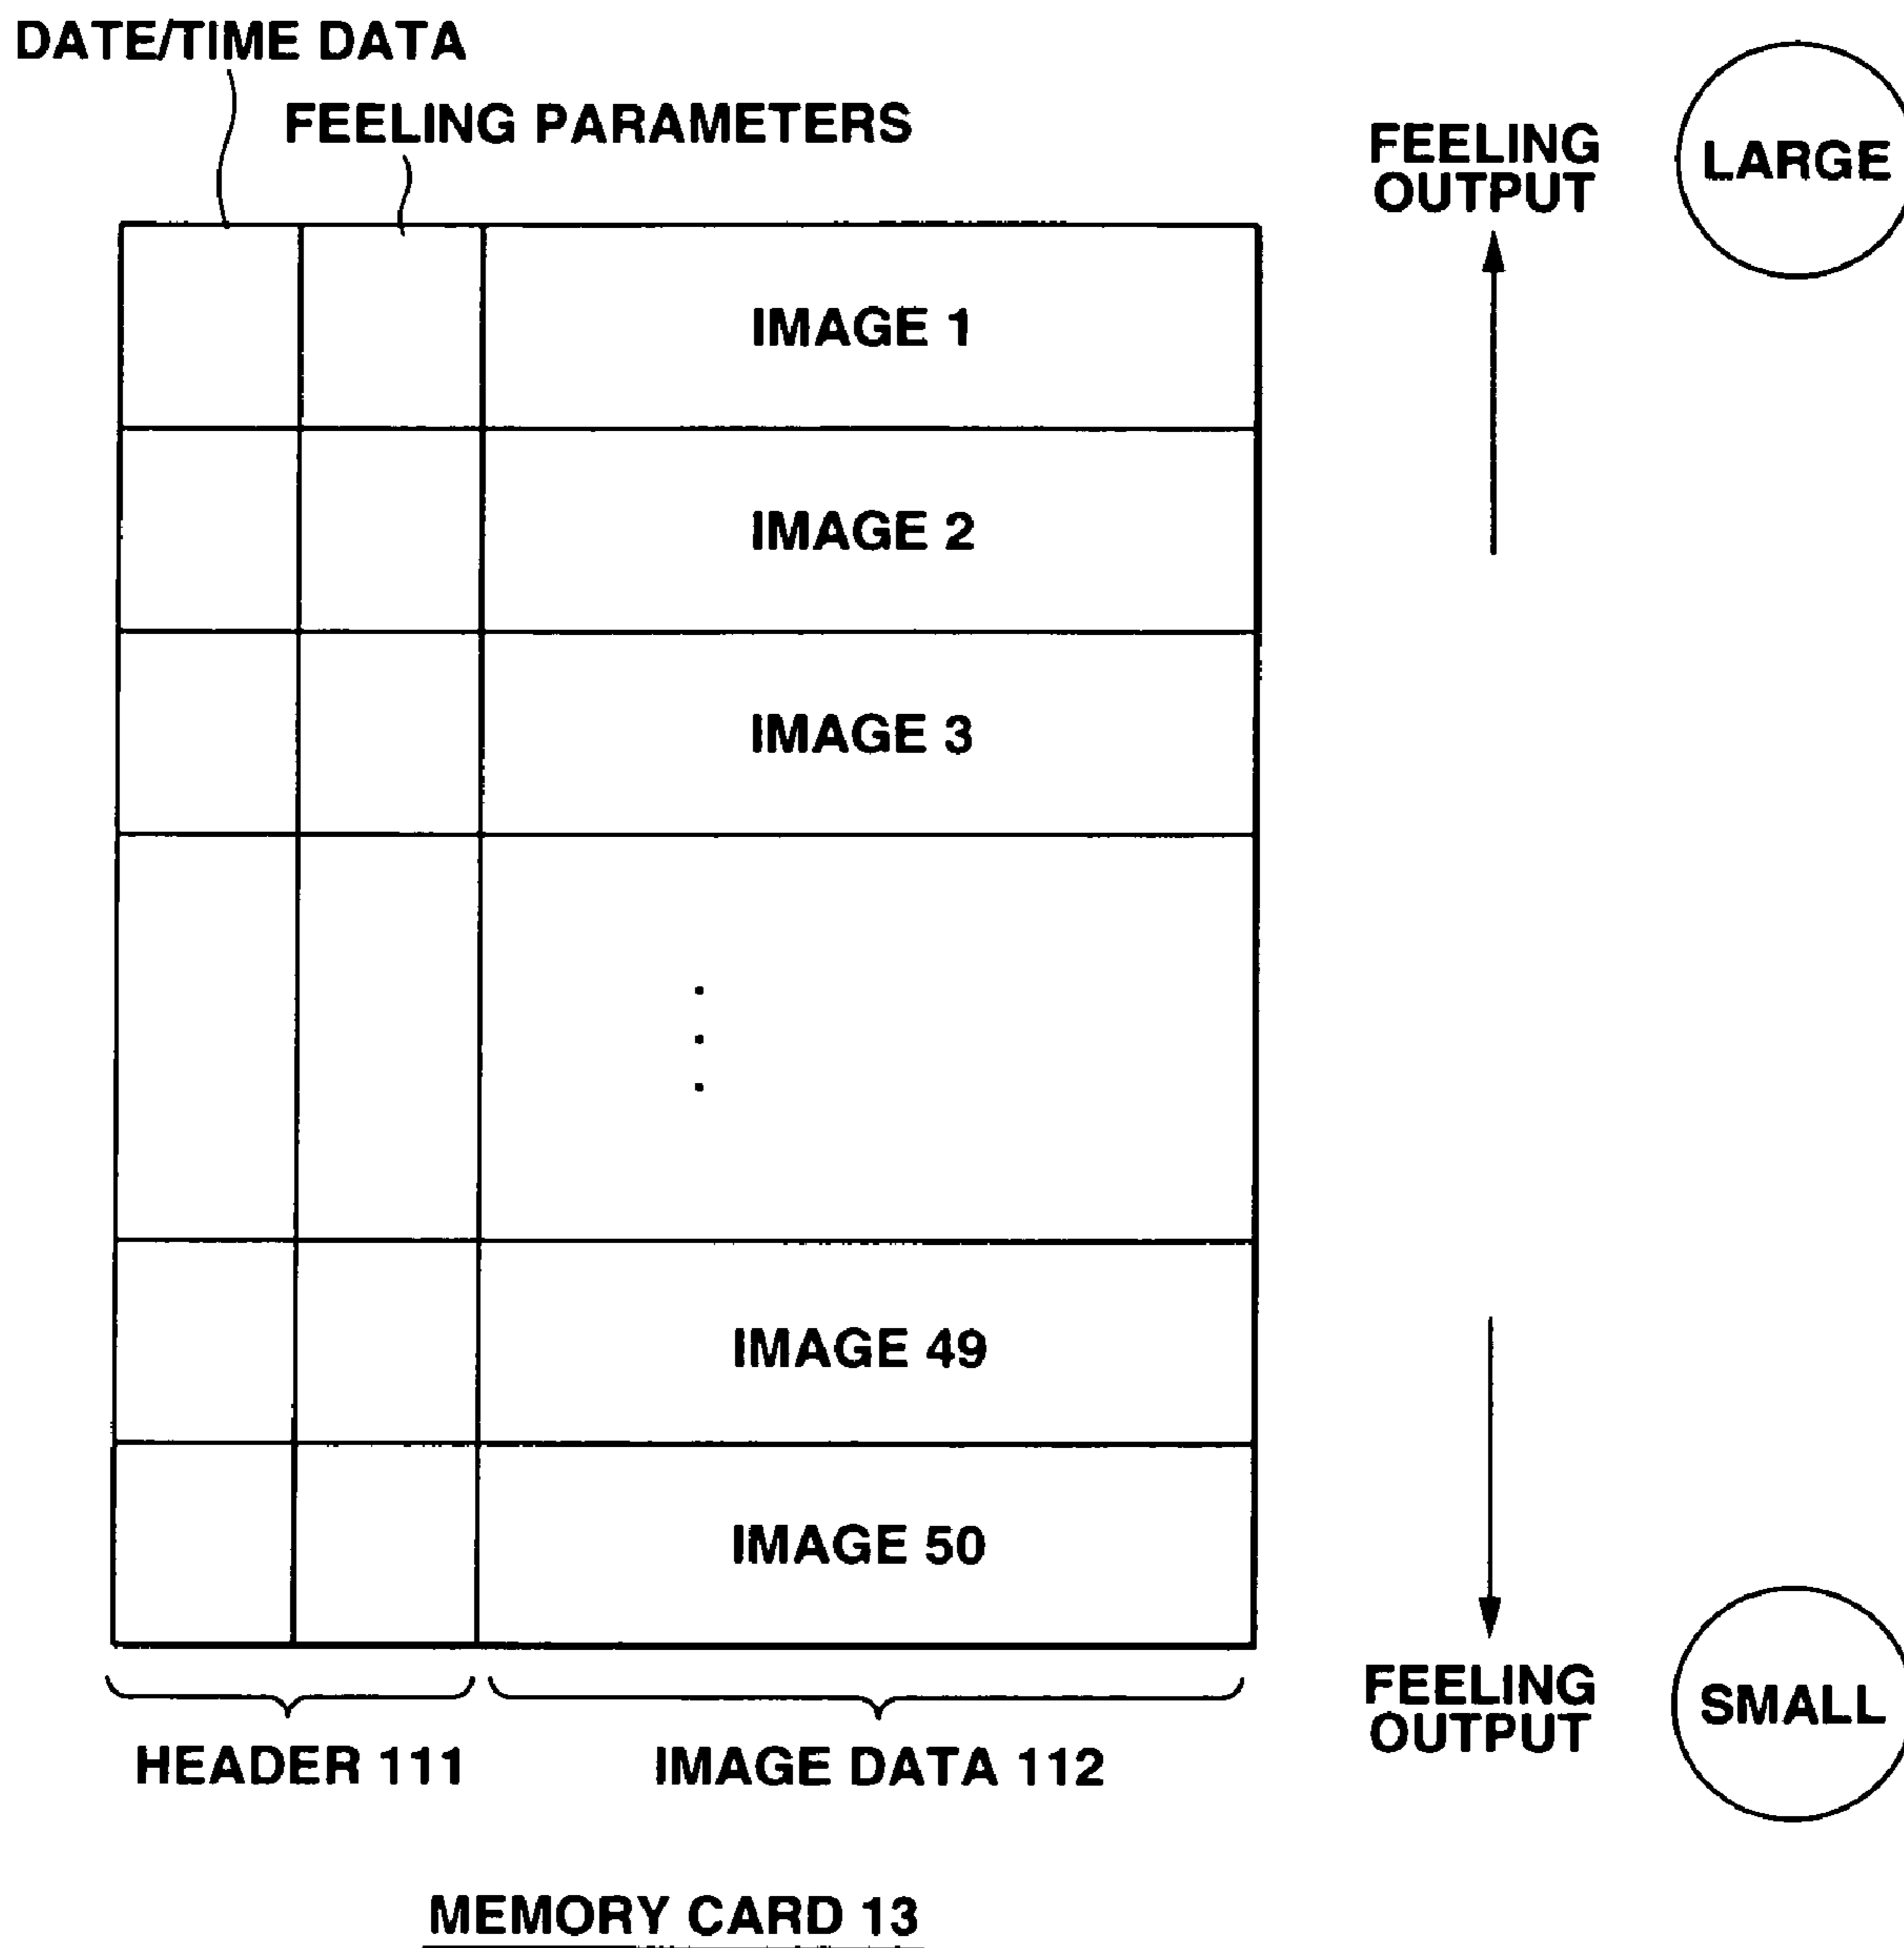 DATE/TIME DATA
FEELING PARAMETERS
FEELING
OUTPUT
LARGE
IMAGE 1
IMAGE 2
IMAGE 3
IMAGE 49
IMAGE 50
FEELING
OUTPUT
SMALL
HEADER 111
IMAGE DATA 112
MEMORY CARD 13